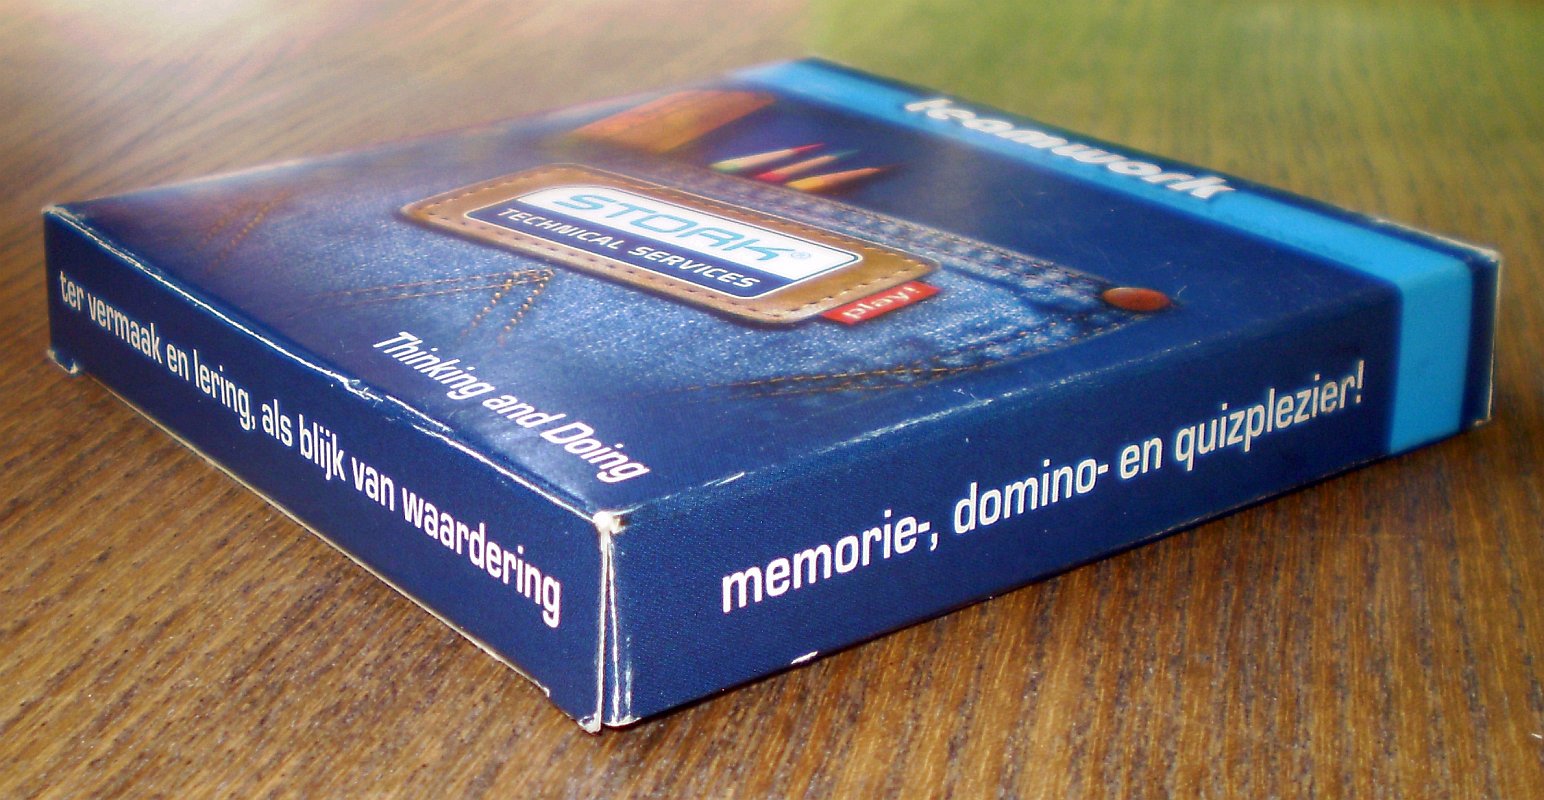 teamwork
STORK®
TECHNICAL SERVICES
play!
Thinking and Doing
ter vermaak en lering, als blijk van waardering
memorie-, domino- en quizplezier!